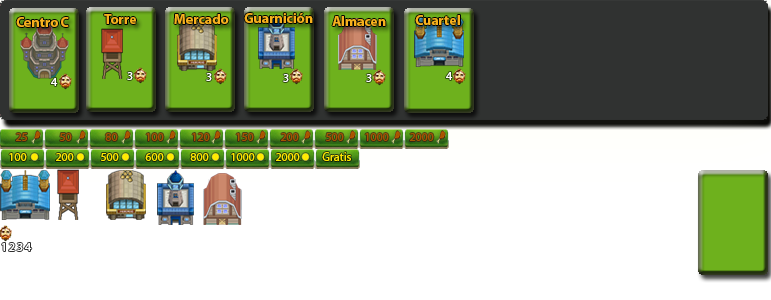 Centro C Torre Mercado Guarnición Almacen Cuartel
4 3 3 3 3 4
25 50 80 100 120 150 200 500 1000 2000
100 200 500 600 800 1000 2000 Gratis
1234